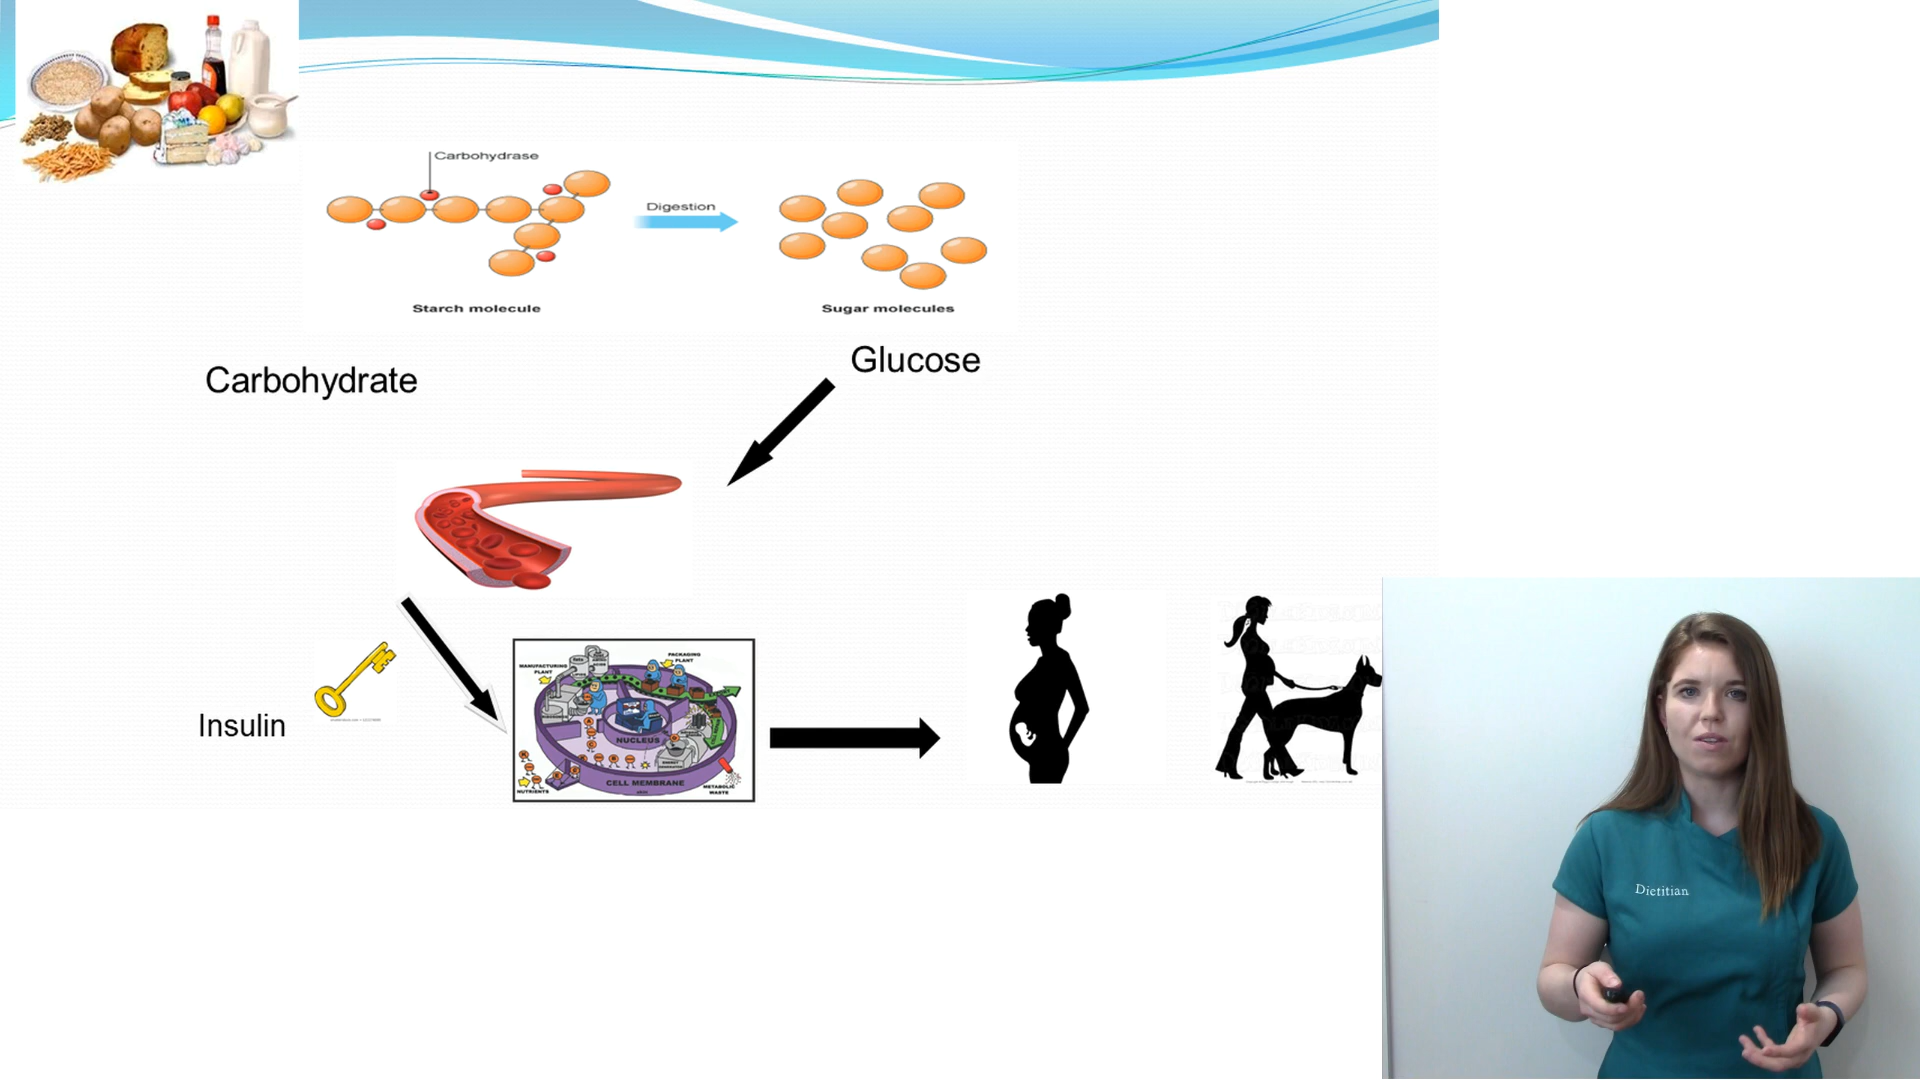 Carbohydrase
Digestion
Starch molecule
Sugar molecules
Glucose
Carbohydrate
Insulin
MANUFACTURING
PLANT
PACKAGING
PLANT
NUCLEUS
CELL MEMBRANE
NUTRIENTS
METABOLIC
WASTE
Dietitian